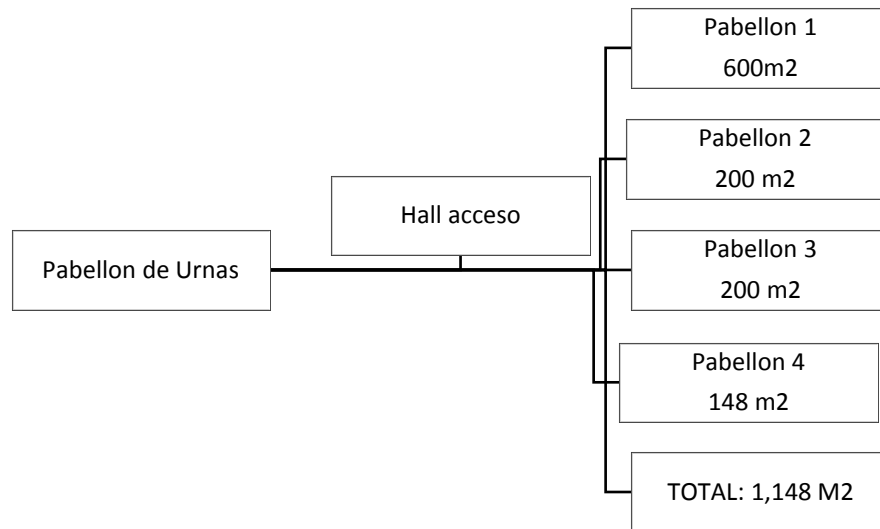 Pabellon de Urnas
Hall acceso
Pabellon 1
600m2
Pabellon 2
200 m2
Pabellon 3
200 m2
Pabellon 4
148 m2
TOTAL: 1,148 M2